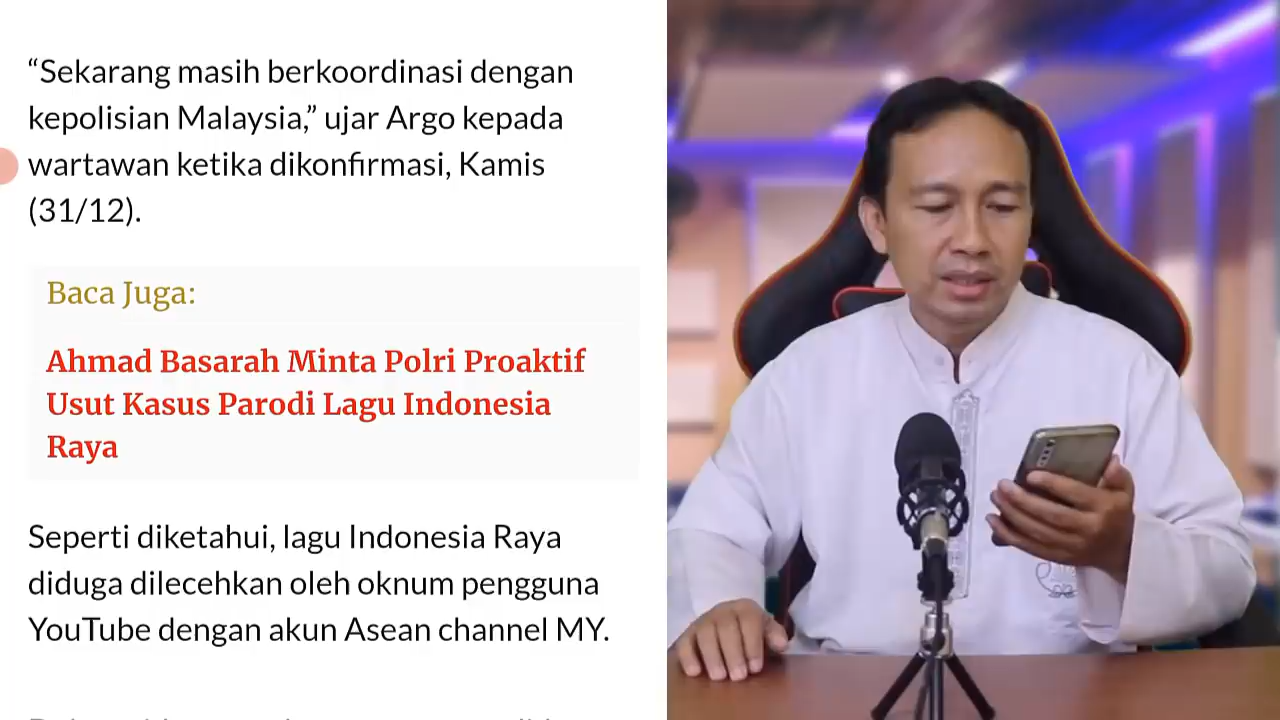 “Sekarang masih berkoordinasi dengan
kepolisian Malaysia,” ujar Argo kepada
wartawan ketika dikonfirmasi, Kamis
(31/12).
Baca Juga:
Ahmad Basarah Minta Polri Proaktif
Usut Kasus Parodi Lagu Indonesia
Raya
Seperti diketahui, lagu Indonesia Raya
diduga dilecehkan oleh oknum pengguna
YouTube dengan akun Asean channel MY.